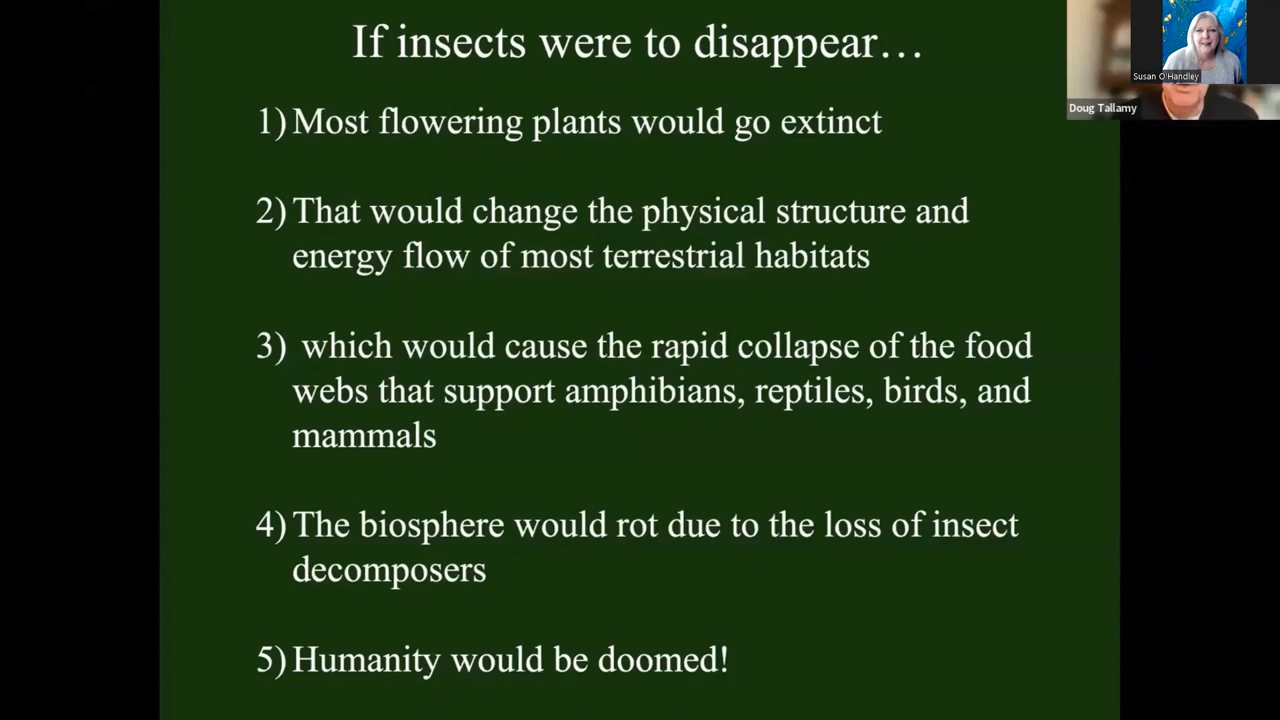 If insects were to disappear…
1) Most flowering plants would go extinct
2) That would change the physical structure and
energy flow of most terrestrial habitats
3) which would cause the rapid collapse of the food
webs that support amphibians, reptiles, birds, and
mammals
4) The biosphere would rot due to the loss of insect
decomposers
5) Humanity would be doomed!
Susan O'Handley
Doug Tallamy